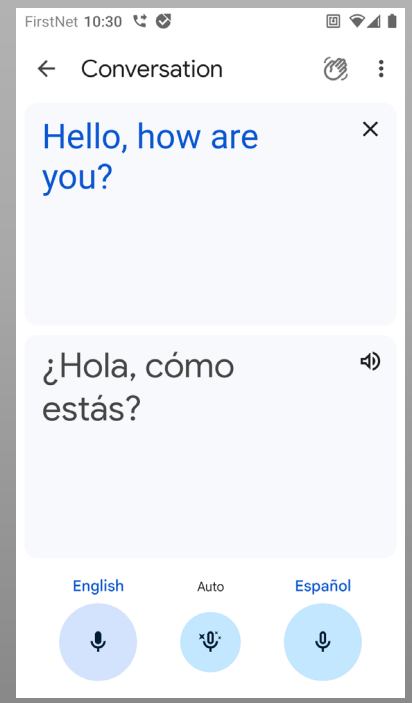 FirstNet 10:30
Conversation
Hello, how are
you?
¿Hola, cómo
estás?
English
Auto
Español